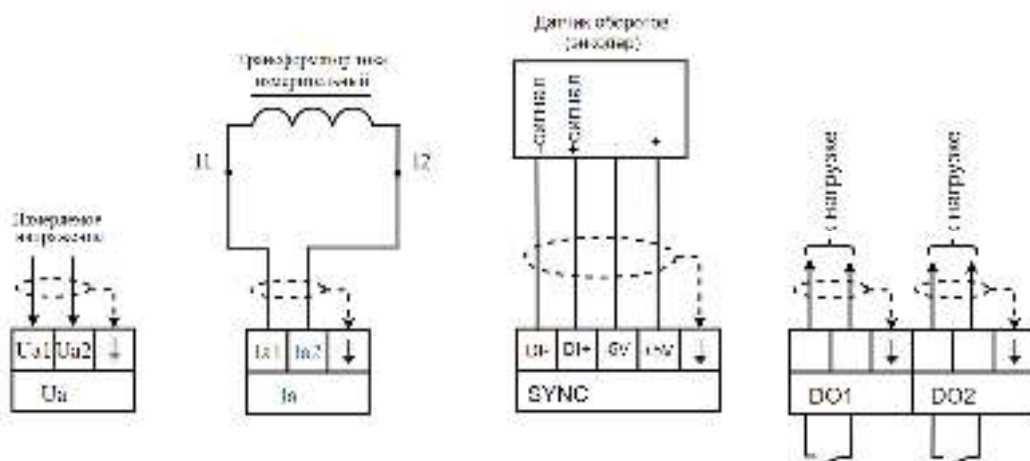 Датчик оборотов
(энкодер)
Трансформатор тока
измерительный
-сигнал
+сигнал
+
I1
I2
Измеряемое
напряжение
к нагрузке
к нагрузке
Ua1 Ua2
Ia1 Ia2
DI- DI+ -5V +5V
Ua
Ia
SYNC
DO1
DO2